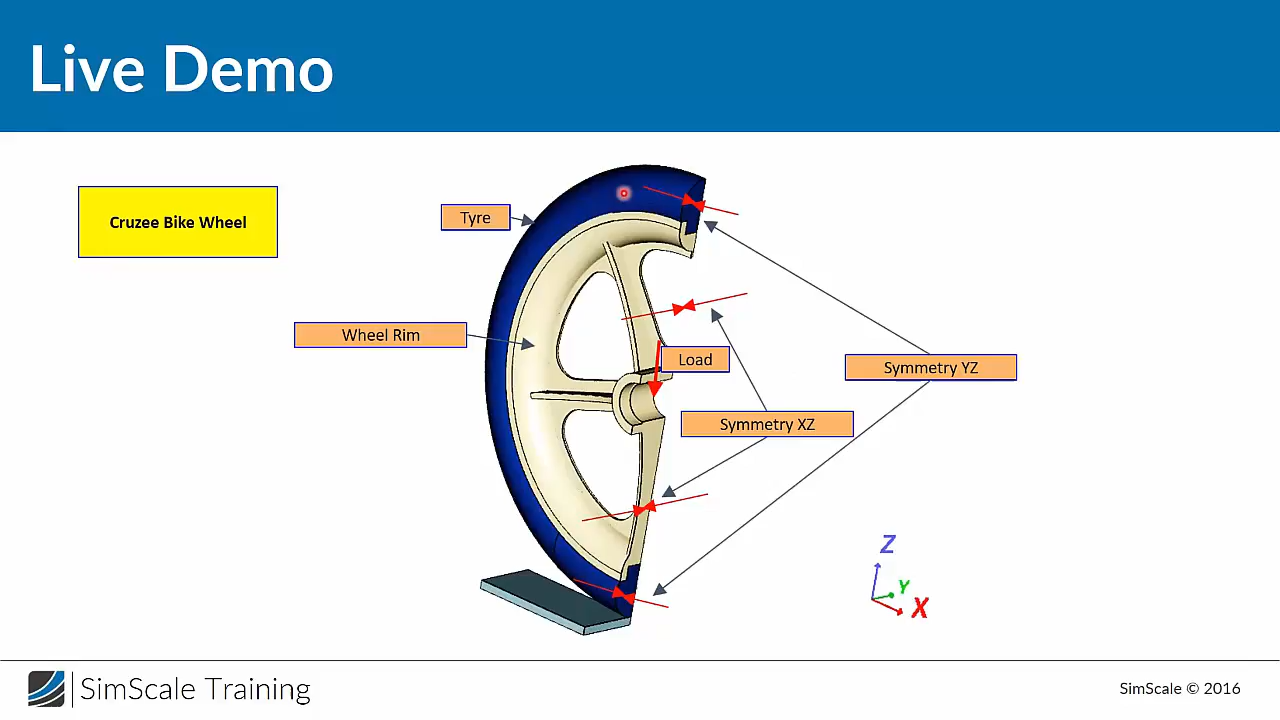 Live Demo
Cruzee Bike Wheel
Tyre
Wheel Rim
Load
Symmetry YZ
Symmetry XZ
Z
Y
X
SimScale Training
SimScale © 2016